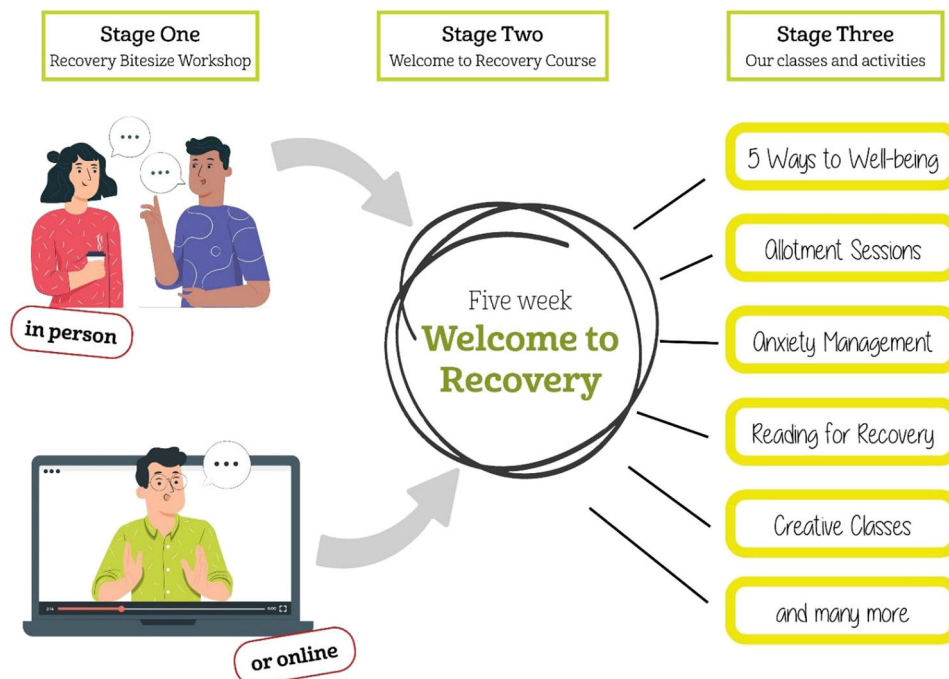 Stage One
Recovery Bitesize Workshop
Stage Two
Welcome to Recovery Course
Stage Three
Our classes and activities
in person
or online
Five week
Welcome to
Recovery
5 Ways to Well-being
Allotment Sessions
Anxiety Management
Reading for Recovery
Creative Classes
and many more